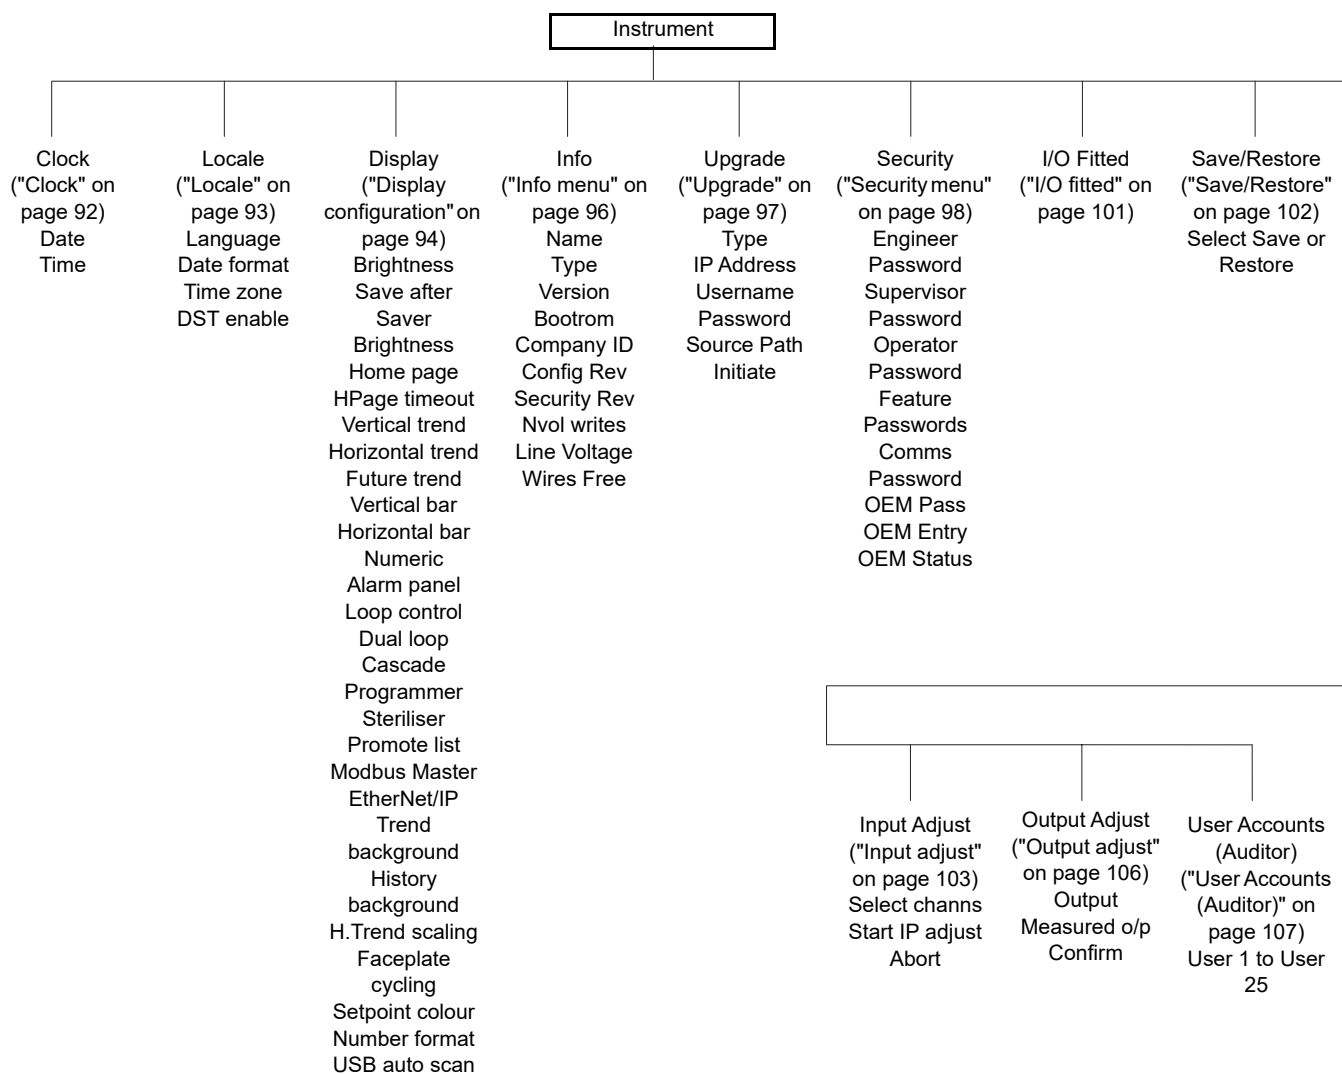 Instrument
Clock
("Clock" on
page 92)
Date
Time
Locale
("Locale" on
page 93)
Language
Date format
Time zone
DST enable
Display
("Display
configuration" on
page 94)
Brightness
Save after
Saver
Brightness
Home page
HPage timeout
Vertical trend
Horizontal trend
Future trend
Vertical bar
Horizontal bar
Numeric
Alarm panel
Loop control
Dual loop
Cascade
Programmer
Steriliser
Promote list
Modbus Master
EtherNet/IP
Trend
background
History
background
H.Trend scaling
Faceplate
cycling
Setpoint colour
Number format
USB auto scan
Info
("Info menu" on
page 96)
Name
Type
Version
Bootrom
Company ID
Config Rev
Security Rev
Nvol writes
Line Voltage
Wires Free
Upgrade
("Upgrade" on
page 97)
Type
IP Address
Username
Password
Source Path
Initiate
Security
("Security menu"
on page 98)
Engineer
Password
Supervisor
Password
Operator
Password
Feature
Passwords
Comms
Password
OEM Pass
OEM Entry
OEM Status
I/O Fitted
("I/O fitted" on
page 101)
Save/Restore
("Save/Restore"
on page 102)
Select Save or
Restore
Input Adjust
("Input adjust"
on page 103)
Select channs
Start IP adjust
Abort
Output Adjust
("Output adjust"
on page 106)
Output
Measured o/p
Confirm
User Accounts
(Auditor)
("User Accounts
(Auditor)" on
page 107)
User 1 to User
25